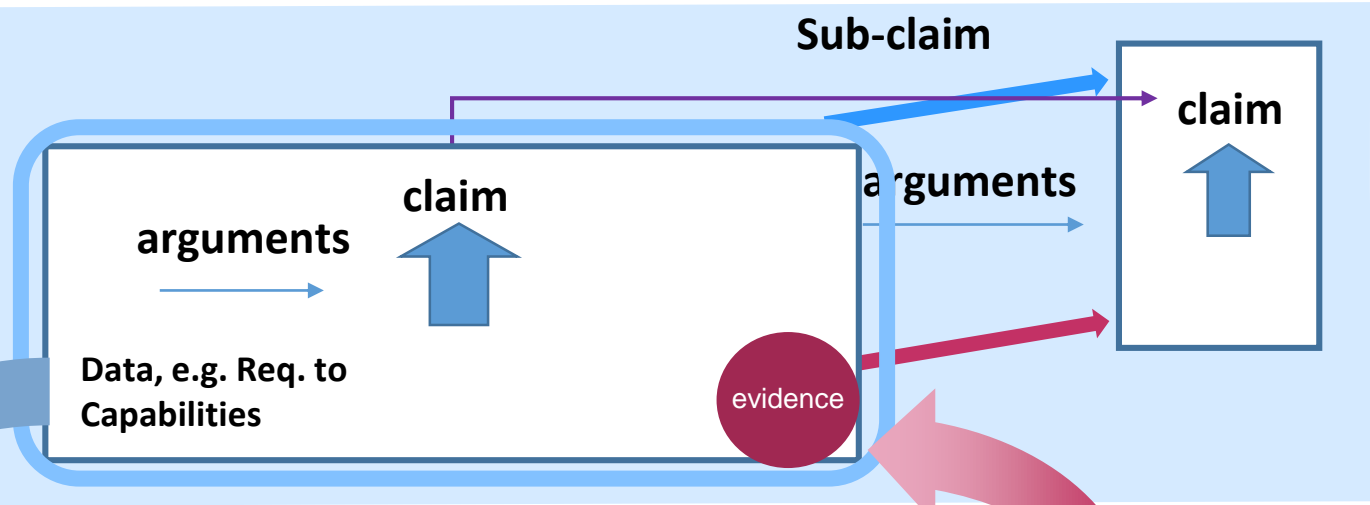 Sub-claim
claim
arguments
claim
arguments
Data, e.g. Req. to
Capabilities
evidence